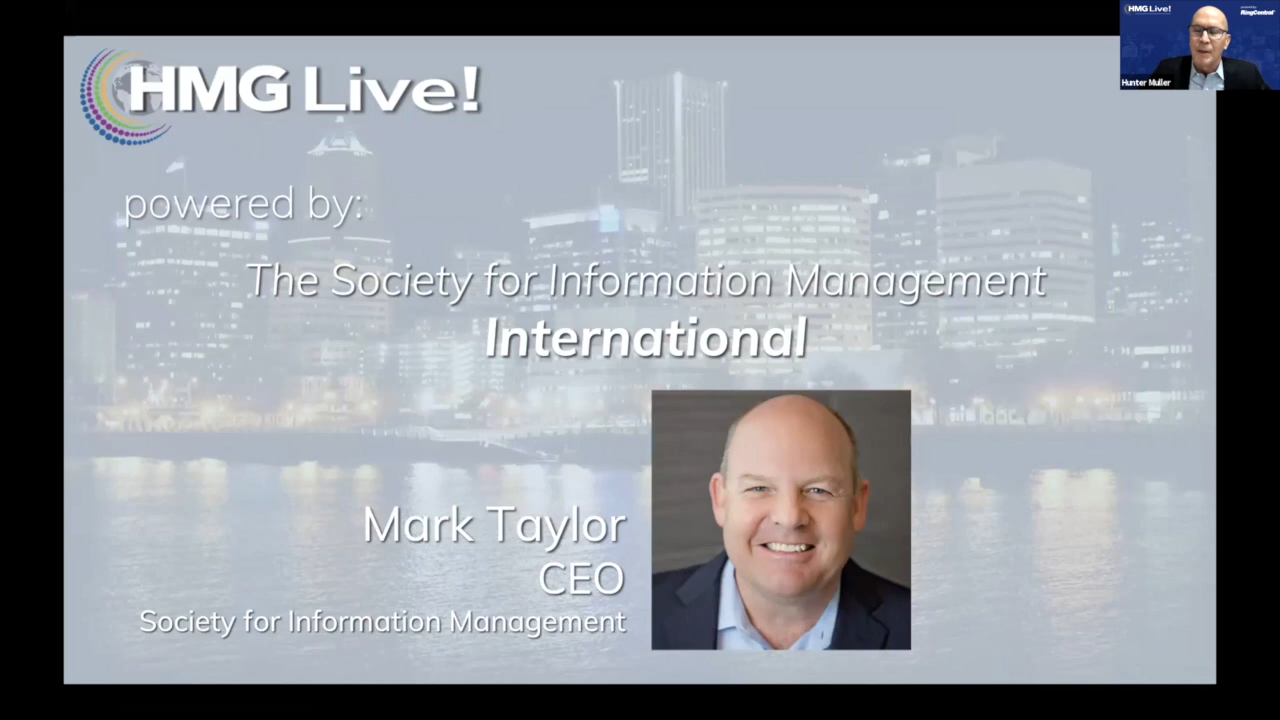 HMG Live!
powered by:
The Society for Information Management
International
Mark Taylor
CEO
Society for Information Management
HMG Live!
RingCentral
Hunter Muller